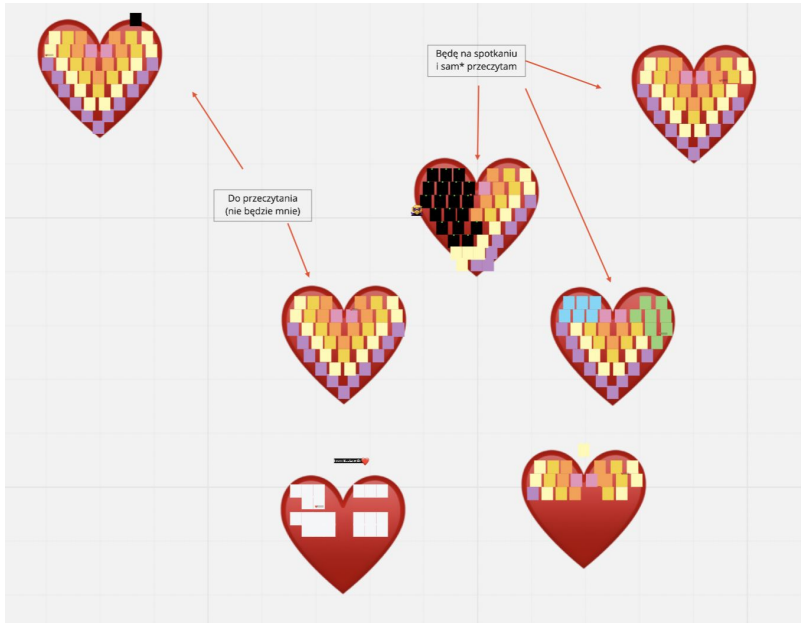 Będę na spotkaniu
i sam* przeczytam
Do przeczytania
(nie będzie mnie)